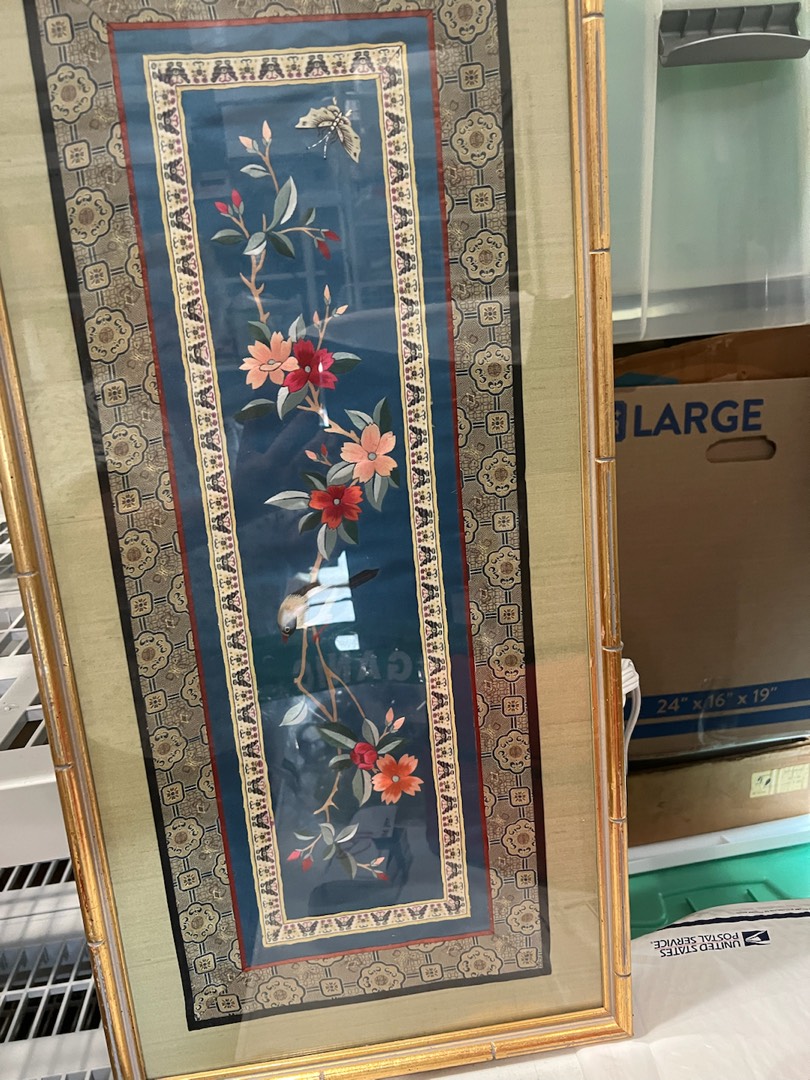 LARGE
24" x 16" x 19"
UNITED STATES
POSTAL SERVICE.